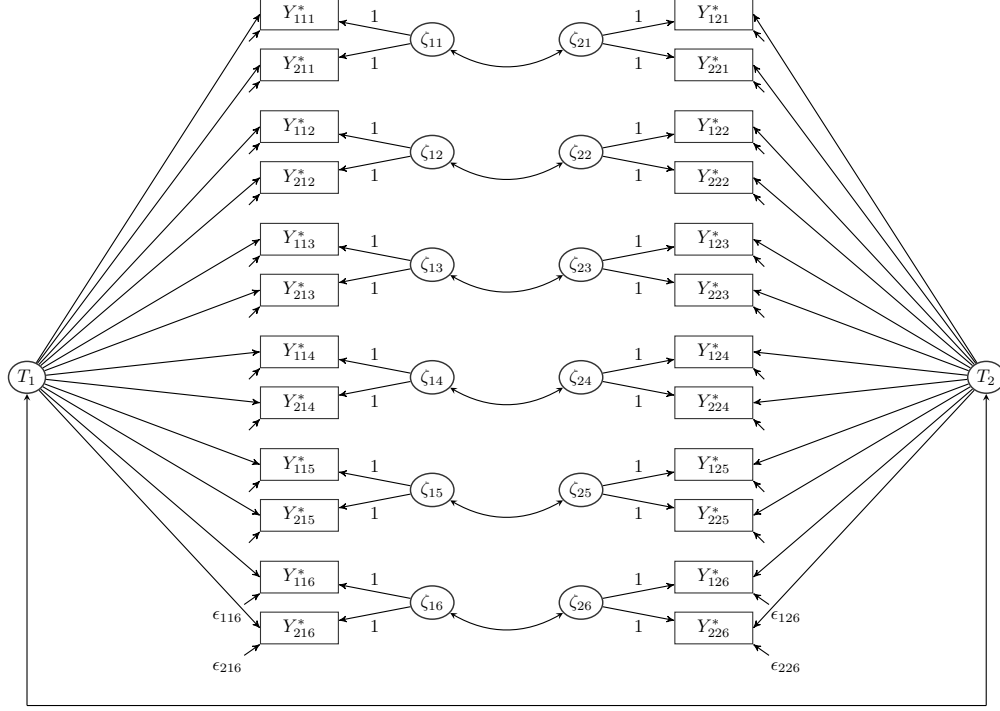 Y*₁₁₁ 1 ζ₁₁ ζ₂₁ 1 Y*₁₂₁
Y*₂₁₁ 1 1 Y*₂₂₁
Y*₁₁₂ 1 ζ₁₂ ζ₂₂ 1 Y*₁₂₂
Y*₂₁₂ 1 1 Y*₂₂₂
Y*₁₁₃ 1 ζ₁₃ ζ₂₃ 1 Y*₁₂₃
Y*₂₁₃ 1 1 Y*₂₂₃
Y*₁₁₄ 1 1 Y*₁₂₄
T₁ ζ₁₄ ζ₂₄ T₂
Y*₂₁₄ 1 1 Y*₂₂₄
Y*₁₁₅ 1 ζ₁₅ ζ₂₅ 1 Y*₁₂₅
Y*₂₁₅ 1 1 Y*₂₂₅
Y*₁₁₆ 1 ζ₁₆ ζ₂₆ 1 Y*₁₂₆
ϵ₁₁₆ ϵ₁₂₆
Y*₂₁₆ 1 1 Y*₂₂₆
ϵ₂₁₆ ϵ₂₂₆